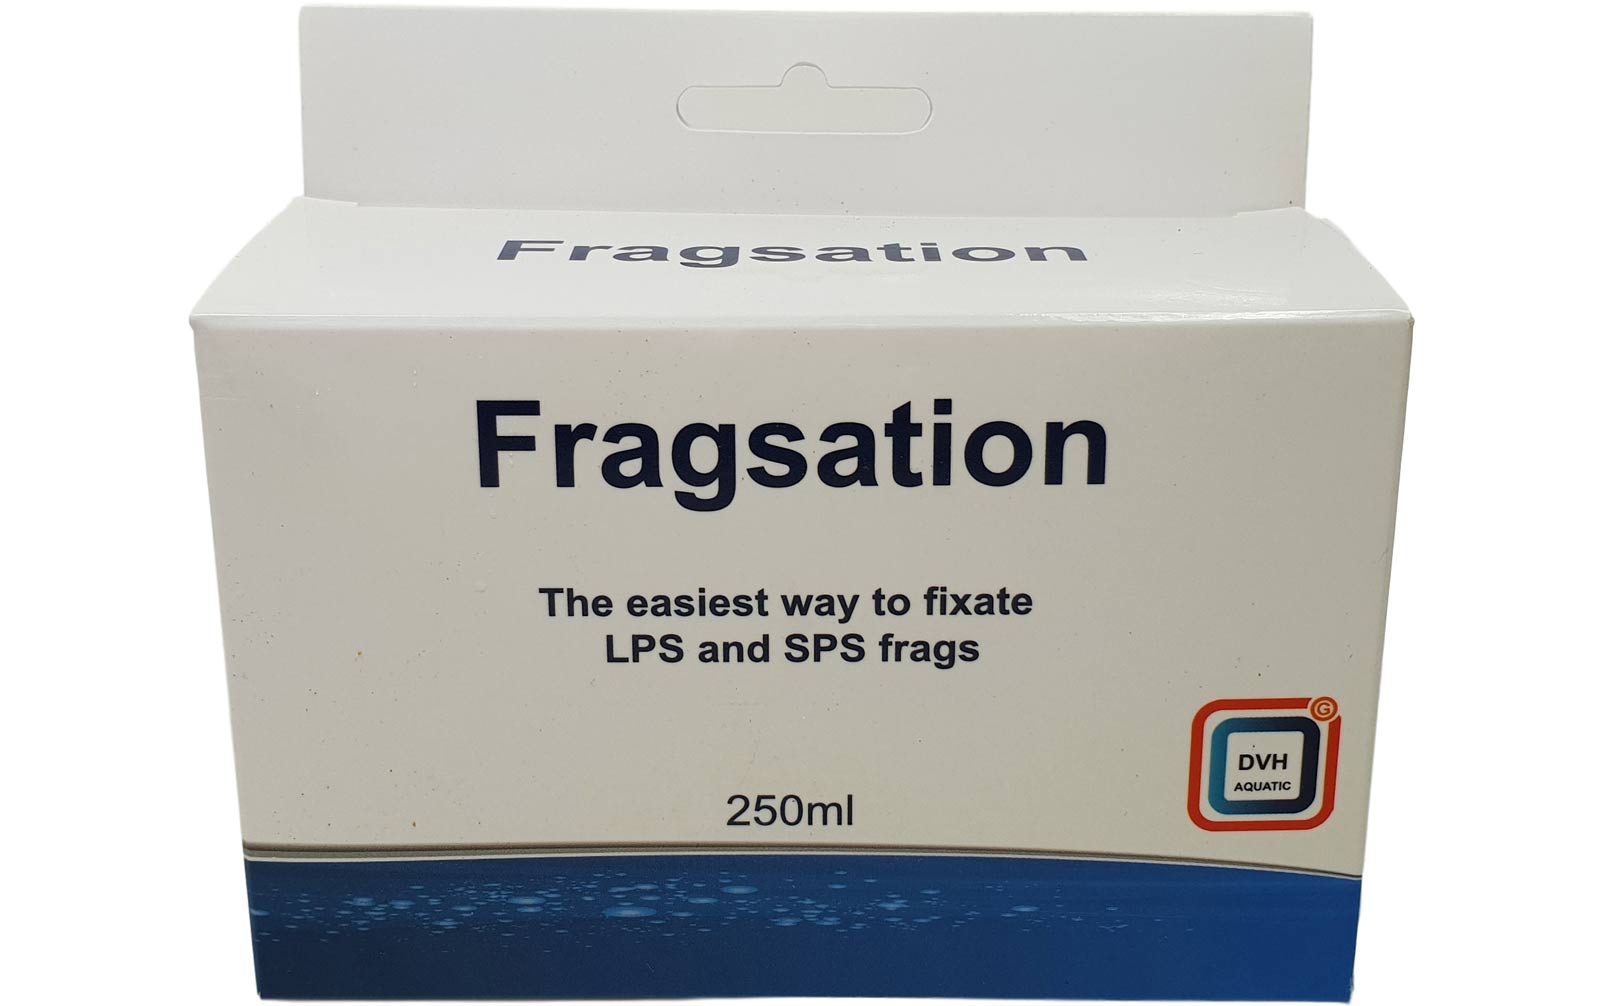 Fragsation
Fragsation
The easiest way to fixate
LPS and SPS frags
G
DVH
AQUATIC
250ml